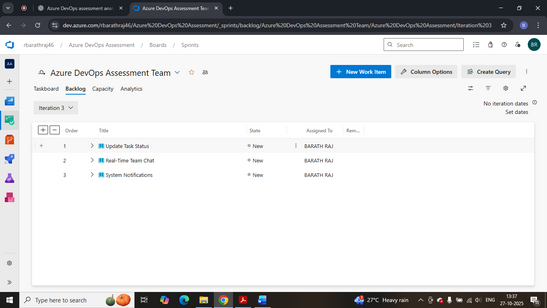 Azure DevOps assessment and
Azure DevOps Assessment Team
dev.azure.com/rbarathraj46/Azure%20DevOps%20Assessment/_sprints/backlog/Azure%20DevOps%20Assessment%20Team/Azure%20DevOps%20Assessment/Iteration%203
rbarathraj46 / Azure DevOps Assessment / Boards / Sprints
Search
BR
AA
Azure DevOps Assessment Team
New Work Item
Column Options
Create Query
Taskboard Backlog Capacity Analytics
Iteration 3
No iteration dates
Set dates
Order Title State Assigned To Rem...
1 Update Task Status New BARATH RAJ
2 Real-Time Team Chat New BARATH RAJ
3 System Notifications New BARATH RAJ
Type here to search
27°C Heavy rain
ENG
13:37
27-10-2025